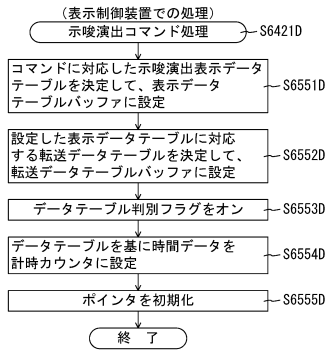 （表示制御装置での処理）
示唆演出コマンド処理
S6421D
コマンドに対応した示唆演出表示データ
テーブルを決定して、表示データ
テーブルバッファに設定
S6551D
設定した表示データテーブルに対応
する転送データテーブルを決定して、
転送データテーブルバッファに設定
S6552D
データテーブル判別フラグをオン
S6553D
データテーブルを基に時間データを
計時カウンタに設定
S6554D
ポインタを初期化
S6555D
終 了